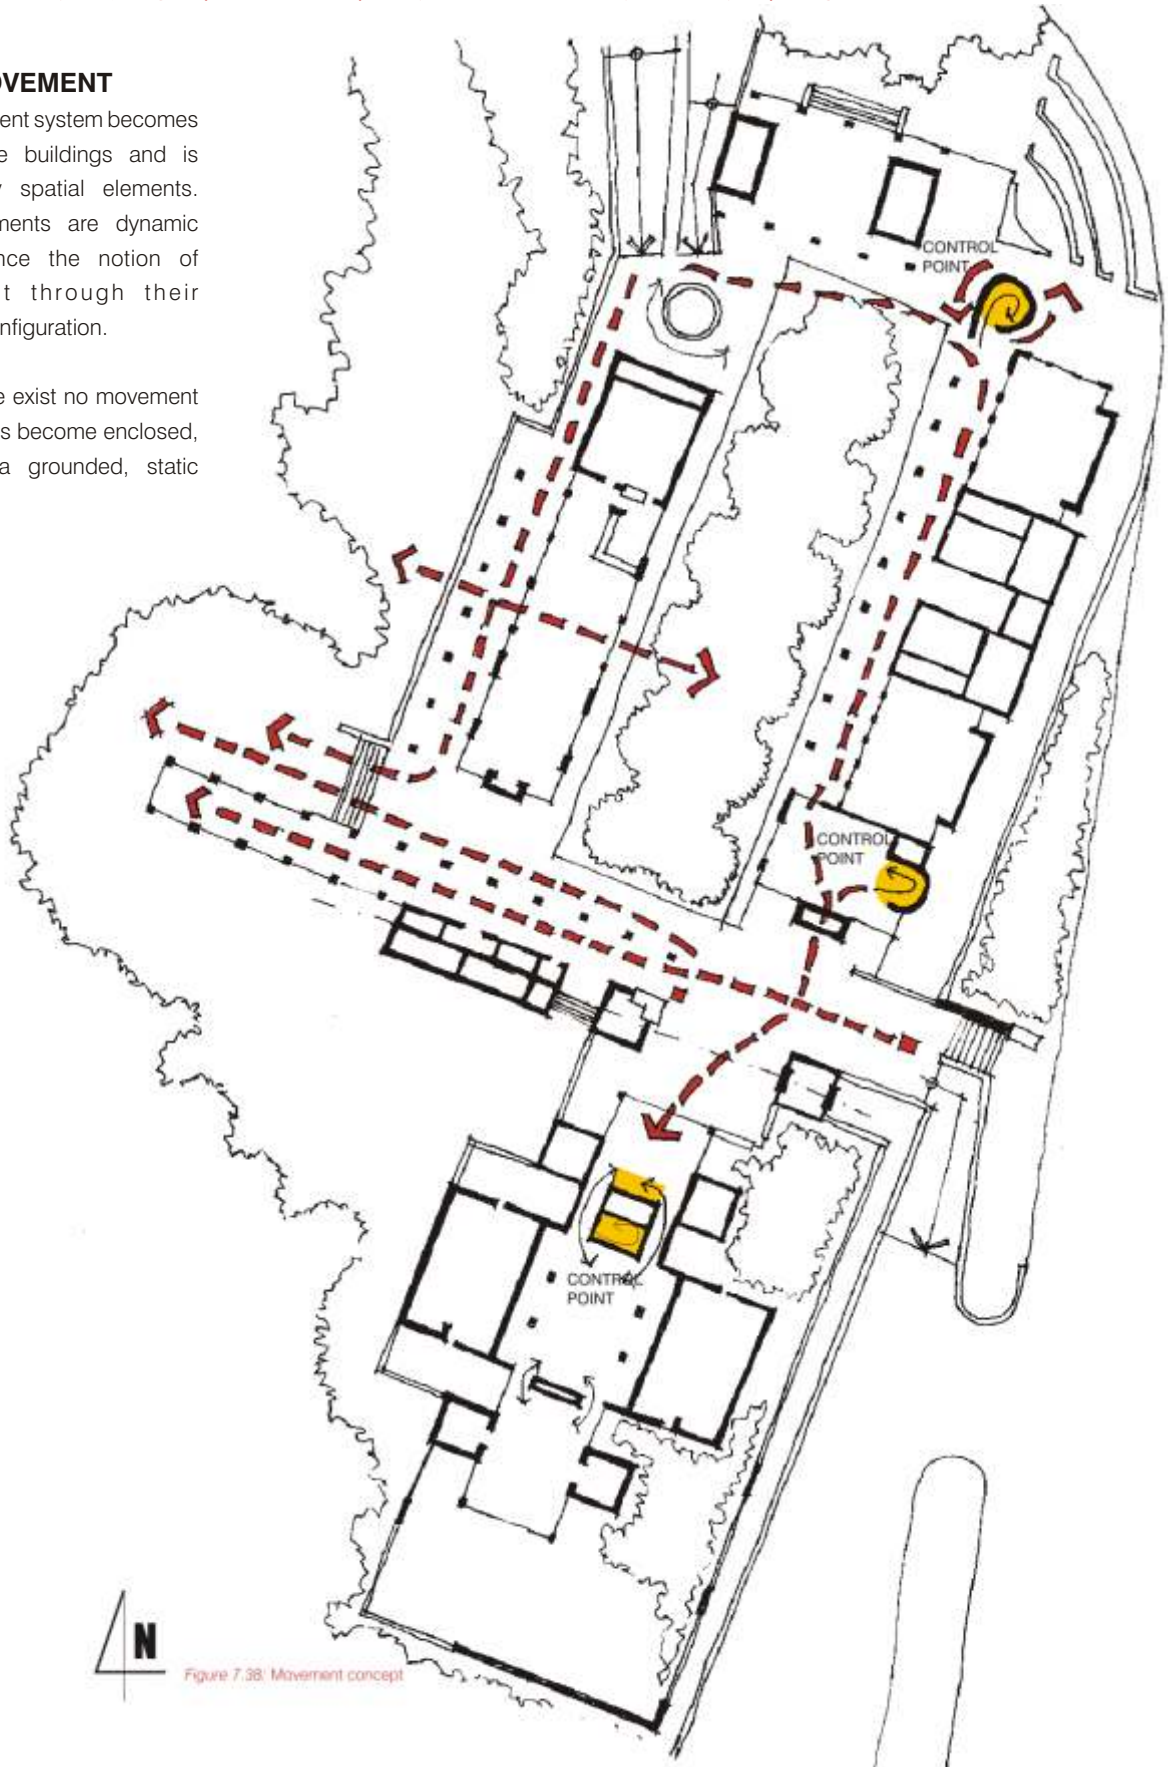 OVEMENT
ent system becomes
e buildings and is
spatial elements.
ments are dynamic
nce the notion of
t through their
nfiguration.
e exist no movement
s become enclosed,
a grounded, static
CONTROL
POINT
CONTROL
POINT
CONTROL
POINT
N
Figure 7.38: Movement concept